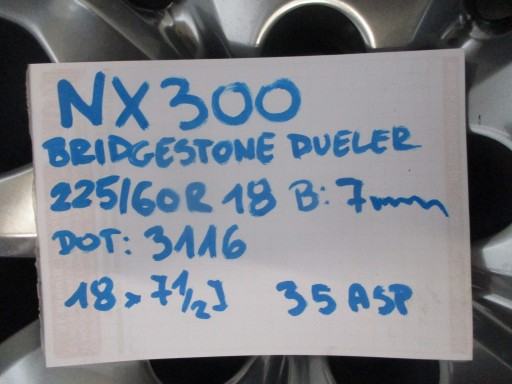 NX300
BRIDGESTONE DUELER
225/60R 18 B: 7mm
DOT: 3116
18 x 7 1/2 J 35 ASP